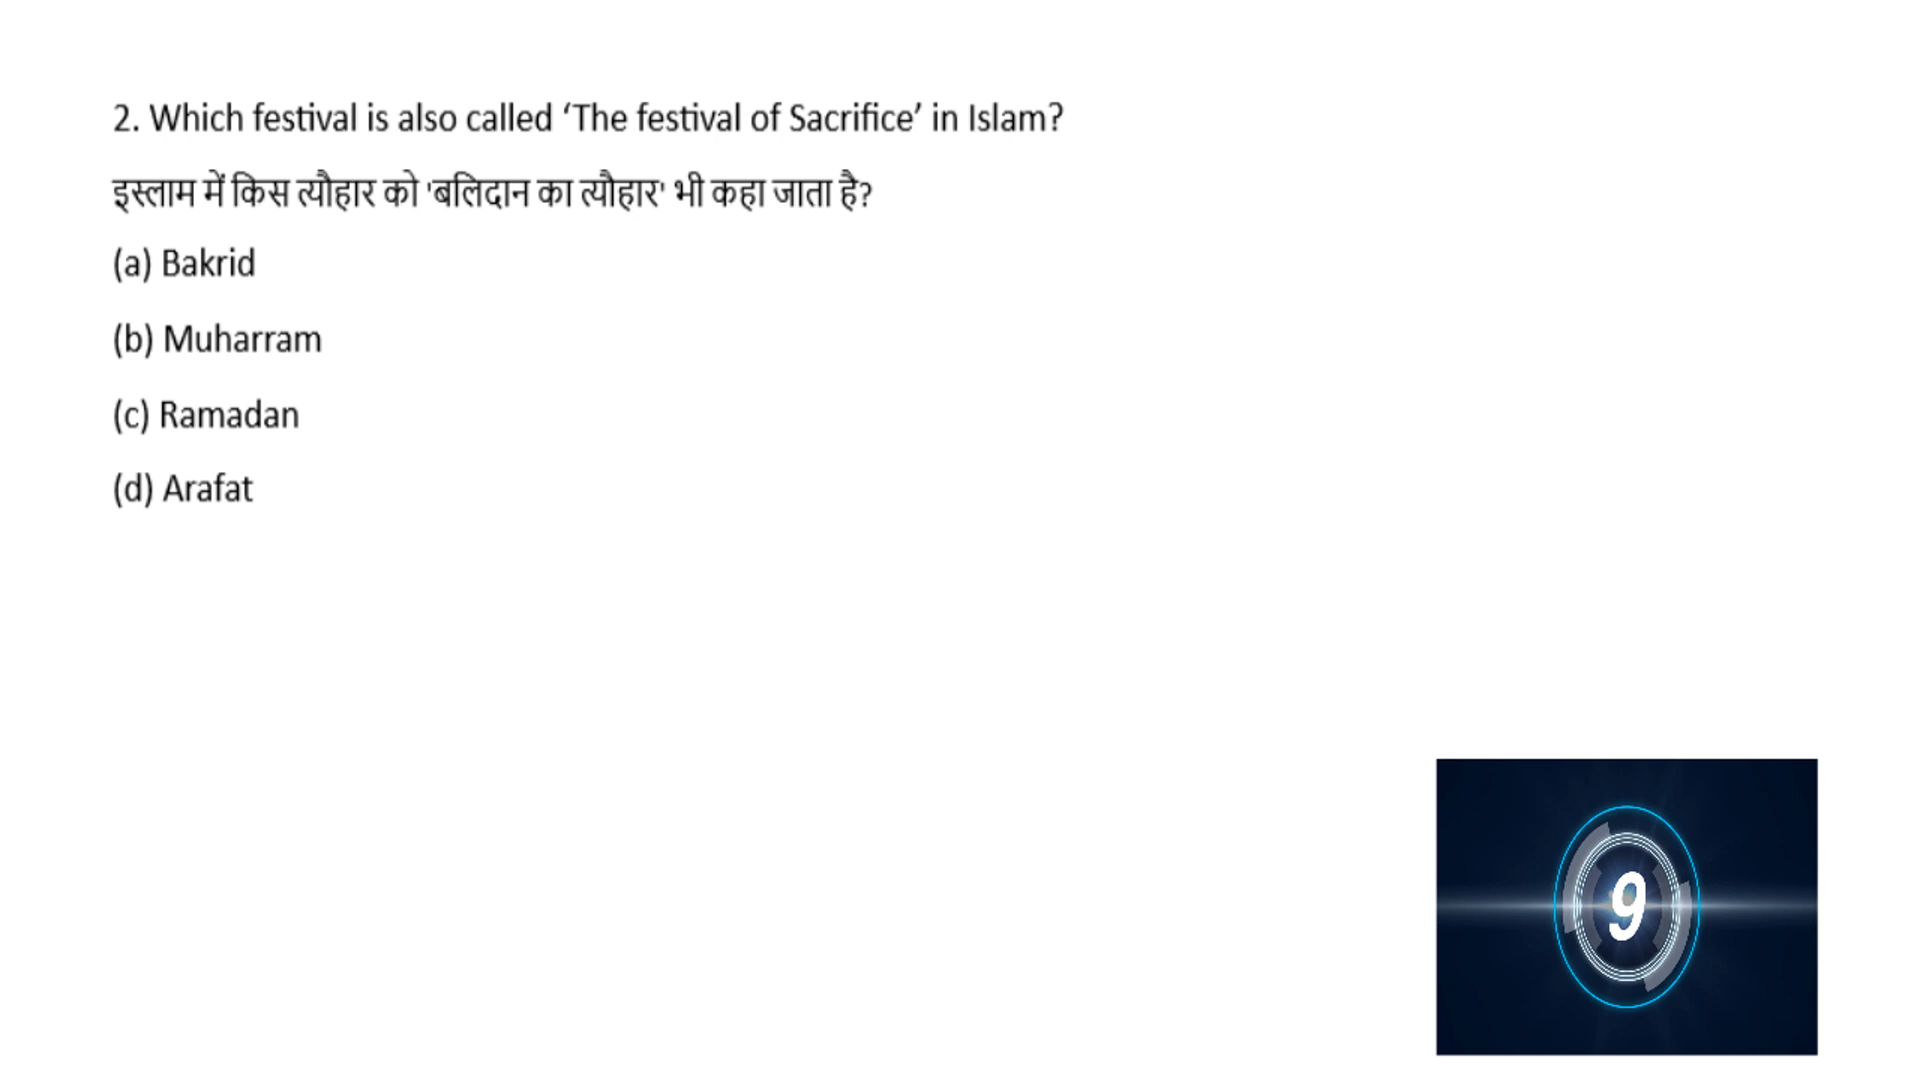 2. Which festival is also called ‘The festival of Sacrifice’ in Islam?
इस्लाम में किस त्यौहार को 'बलिदान का त्यौहार' भी कहा जाता है?
(a) Bakrid
(b) Muharram
(c) Ramadan
(d) Arafat
9